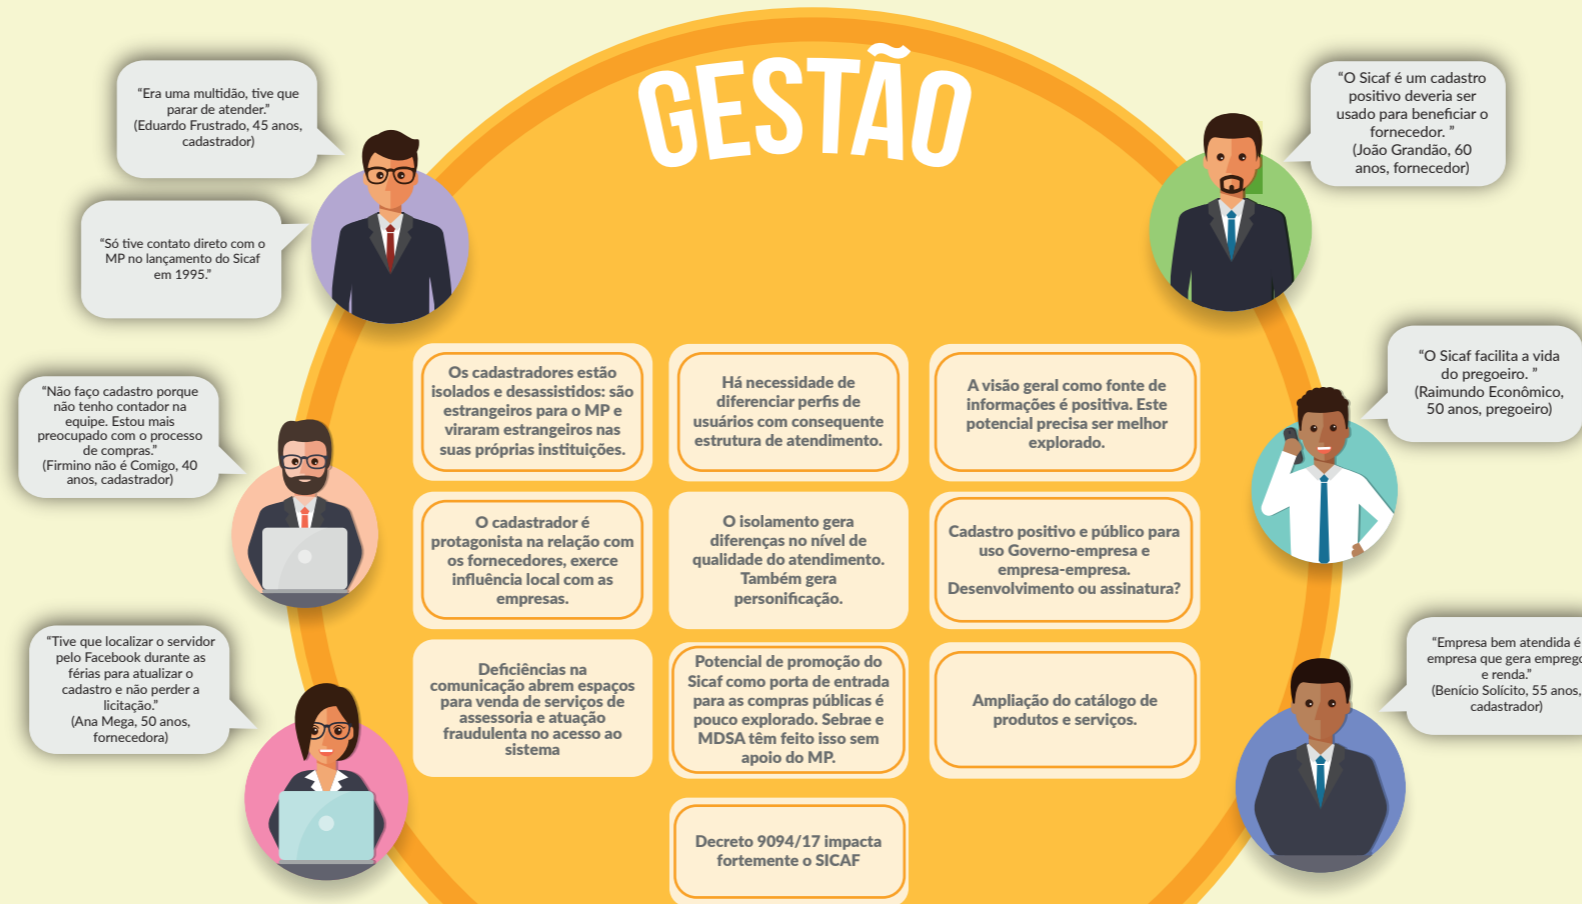 GESTÃO
“Era uma multidão, tive que
parar de atender.”
(Eduardo Frustrado, 45 anos,
cadastrador)
“Só tive contato direto com o
MP no lançamento do Sicaf
em 1995.”
“Não faço cadastro porque
não tenho contador na
equipe. Estou mais
preocupado com o processo
de compras.”
(Firmino não é Comigo, 40
anos, cadastrador)
“Tive que localizar o servidor
pelo Facebook durante as
férias para atualizar o
cadastro e não perder a
licitação.”
(Ana Mega, 50 anos,
fornecedora)
Os cadastradores estão
isolados e desassistidos: são
estrangeiros para o MP e
viraram estrangeiros nas
suas próprias instituições.
Há necessidade de
diferenciar perfis de
usuários com consequente
estrutura de atendimento.
A visão geral como fonte de
informações é positiva. Este
potencial precisa ser melhor
explorado.
O cadastrador é
protagonista na relação com
os fornecedores, exerce
influência local com as
empresas.
O isolamento gera
diferenças no nível de
qualidade do atendimento.
Também gera
personificação.
Cadastro positivo e público para
uso Governo-empresa e
empresa-empresa.
Desenvolvimento ou assinatura?
Deficiências na
comunicação abrem espaços
para venda de serviços de
assessoria e atuação
fraudulenta no acesso ao
sistema
Potencial de promoção do
Sicaf como porta de entrada
para as compras públicas é
pouco explorado. Sebrae e
MDSA têm feito isso sem
apoio do MP.
Ampliação do catálogo de
produtos e serviços.
Decreto 9094/17 impacta
fortemente o SICAF
“O Sicaf é um cadastro
positivo deveria ser
usado para beneficiar o
fornecedor. ”
(João Grandão, 60
anos, fornecedor)
“O Sicaf facilita a vida
do pregoeiro. ”
(Raimundo Econômico,
50 anos, pregoeiro)
“Empresa bem atendida é
empresa que gera emprego
e renda.”
(Benício Solícito, 55 anos,
cadastrador)